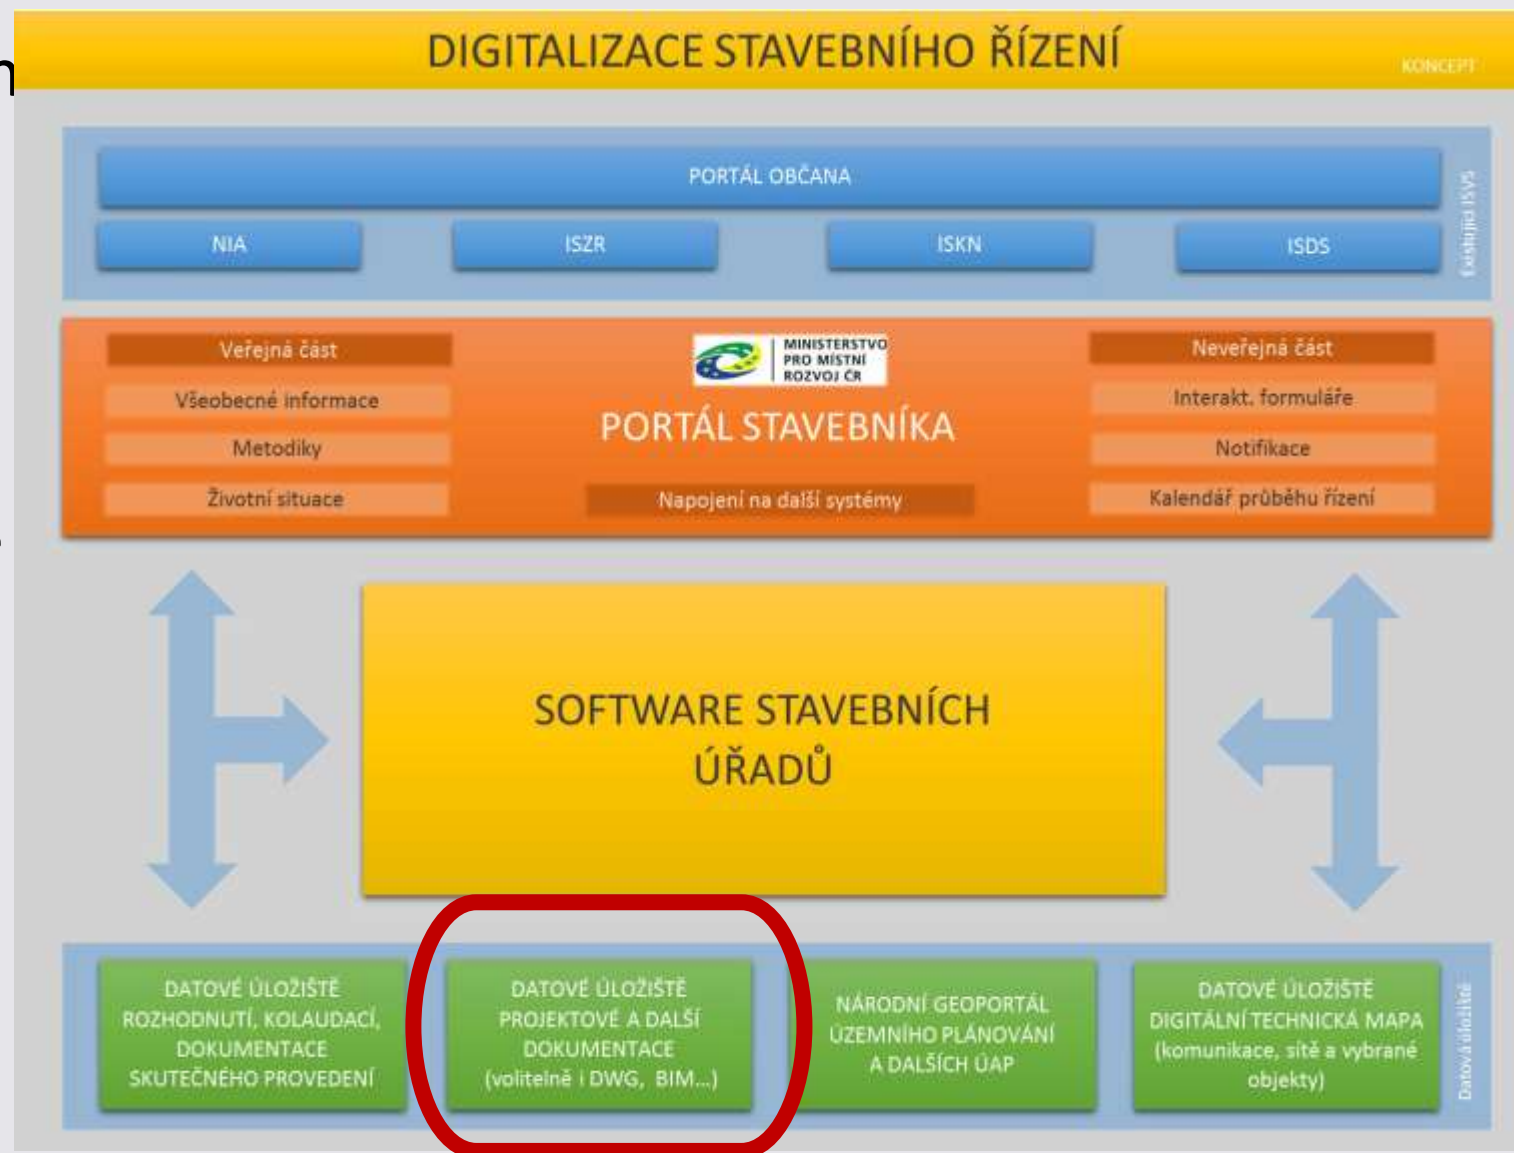 DIGITALIZACE STAVEBNÍHO ŘÍZENÍ
KONCEPT
PORTÁL OBČANA
NIA
ISZR
ISKN
ISDS
Existující ISVS
Veřejná část
Všeobecné informace
Metodiky
Životní situace
MINISTERSTVO
PRO MÍSTNÍ
ROZVOJ ČR
PORTÁL STAVEBNÍKA
Napojení na další systémy
Neveřejná část
Interakt. formuláře
Notifikace
Kalendář průběhu řízení
SOFTWARE STAVEBNÍCH
ÚŘADŮ
DATOVÉ ÚLOŽIŠTĚ
ROZHODNUTÍ, KOLAUDACÍ,
DOKUMENTACE
SKUTEČNÉHO PROVEDENÍ
DATOVÉ ÚLOŽIŠTĚ
PROJEKTOVÉ A DALŠÍ
DOKUMENTACE
(volitelně i DWG, BIM...)
NÁRODNÍ GEOPORTÁL
ÚZEMNÍHO PLÁNOVÁNÍ
A DALŠÍCH ÚAP
DATOVÉ ÚLOŽIŠTĚ
DIGITÁLNÍ TECHNICKÁ MAPA
(komunikace, sítě a vybrané
objekty)
Datová úložiště